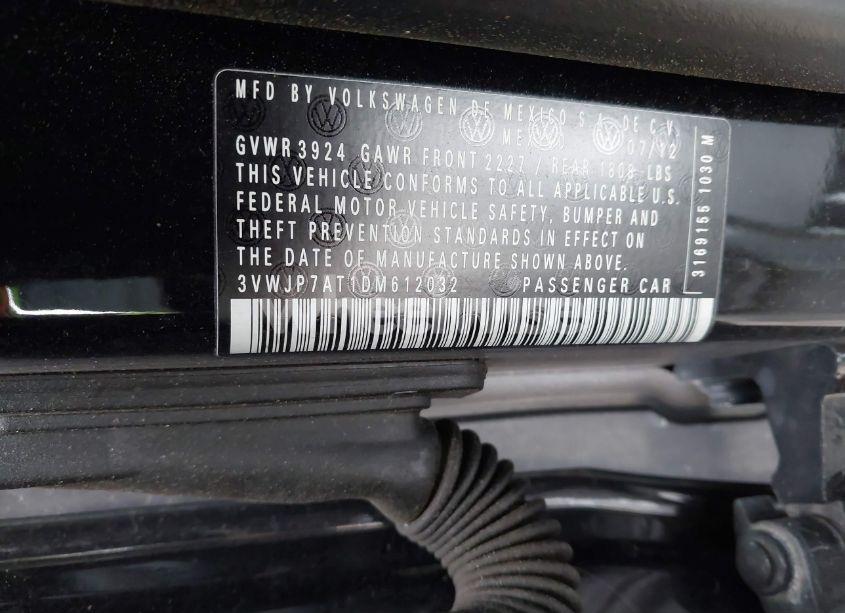 MFD BY VOLKSWAGEN DE MEXICO S.A. DE C.V.
MEX 07/12
GVWR 3924 GAWR FRONT 2227 / REAR 1808 LBS
THIS VEHICLE CONFORMS TO ALL APPLICABLE U.S.
FEDERAL MOTOR VEHICLE SAFETY, BUMPER AND
THEFT PREVENTION STANDARDS IN EFFECT ON
THE DATE OF MANUFACTURE SHOWN ABOVE.
3VWJP7AT1DM612032 PASSENGER CAR
3169155 1030 M